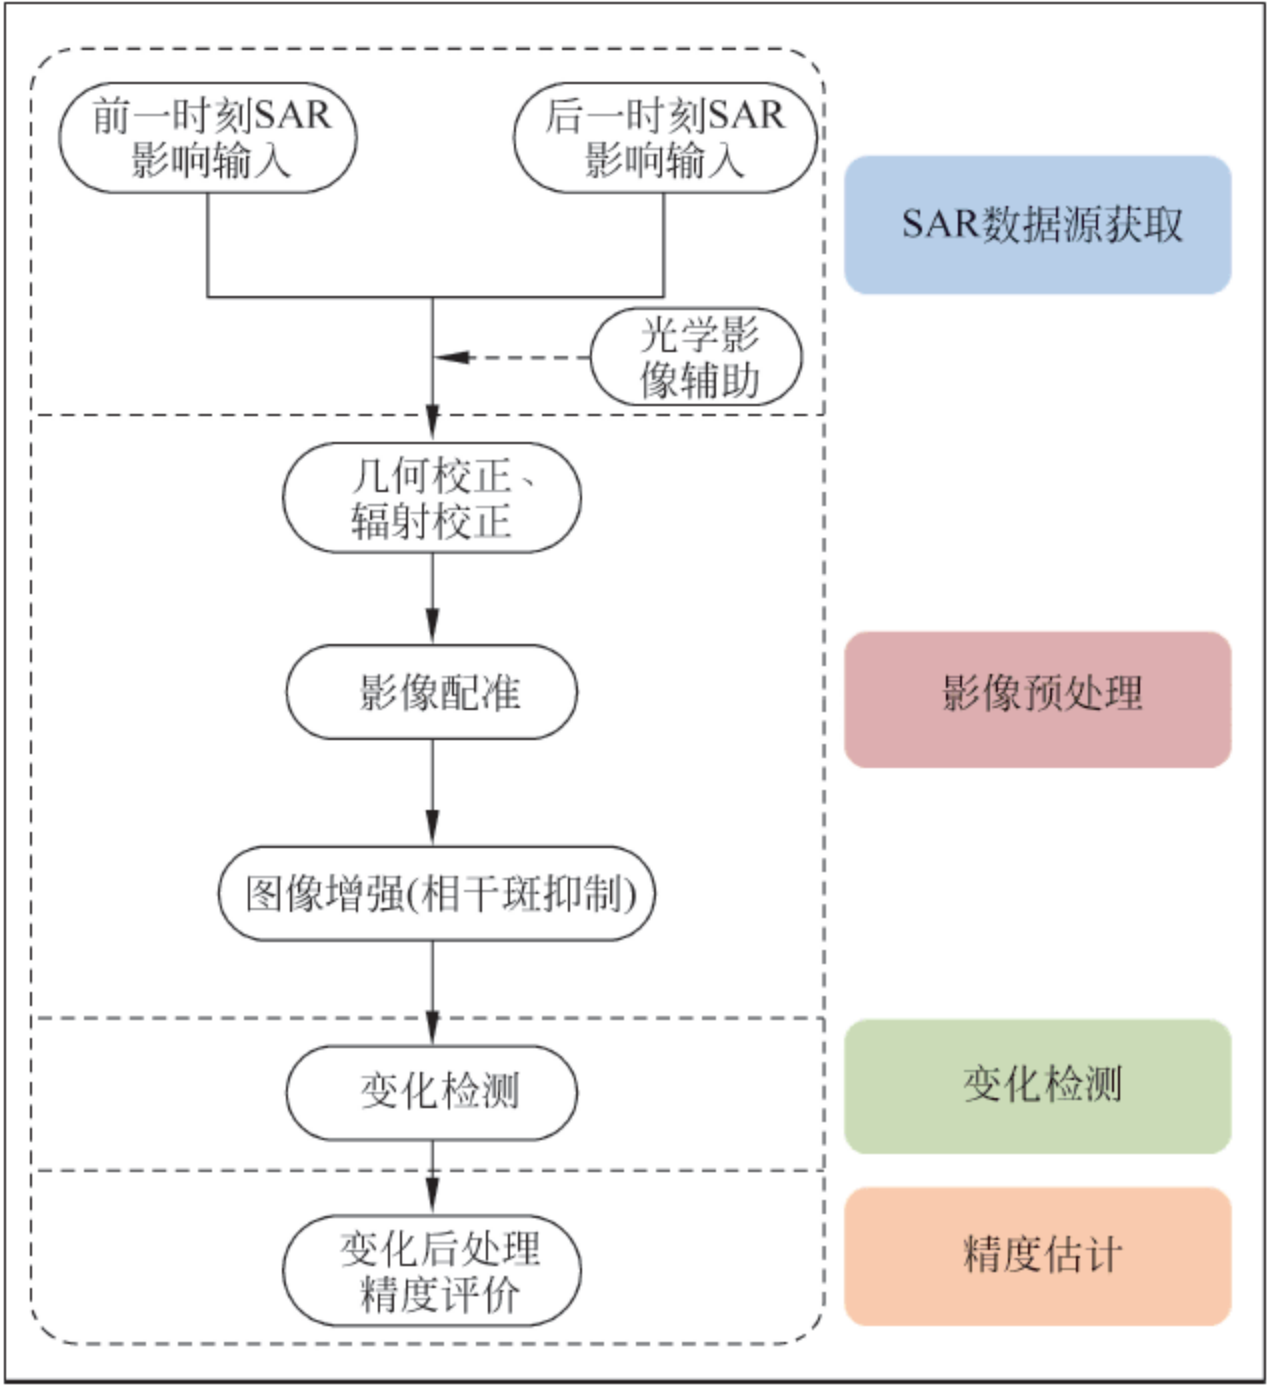 前一时刻SAR
影响输入
后一时刻SAR
影响输入
SAR数据源获取
光学影
像辅助
几何校正、
辐射校正
影像配准
影像预处理
图像增强(相干斑抑制)
变化检测
变化检测
变化后处理
精度评价
精度估计